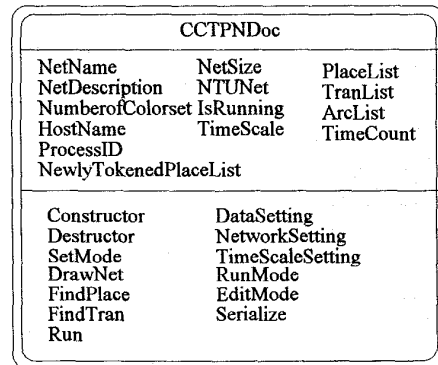 CCTPNDoc
NetName NetSize PlaceList
NetDescription NTUNet TranList
NumberofColorset IsRunning ArcList
HostName TimeScale TimeCount
ProcessID
NewlyTokenedPlaceList
Constructor DataSetting
Destructor NetworkSetting
SetMode TimeScaleSetting
DrawNet RunMode
FindPlace EditMode
FindTran Serialize
Run